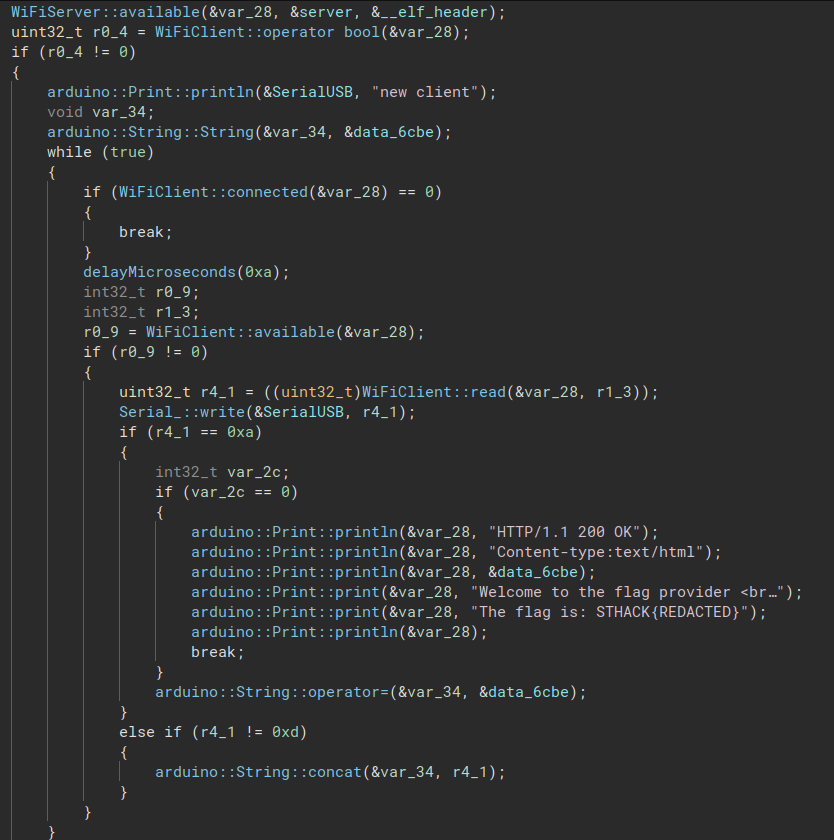 WiFiServer::available(&var_28, &server, &__elf_header);
uint32_t r0_4 = WiFiClient::operator bool(&var_28);
if (r0_4 != 0)
{
    arduino::Print::println(&SerialUSB, "new client");
    void var_34;
    arduino::String::String(&var_34, &data_6cbe);
    while (true)
    {
        if (WiFiClient::connected(&var_28) == 0)
        {
            break;
        }
        delayMicroseconds(0xa);
        int32_t r0_9;
        int32_t r1_3;
        r0_9 = WiFiClient::available(&var_28);
        if (r0_9 != 0)
        {
            uint32_t r4_1 = ((uint32_t)WiFiClient::read(&var_28, r1_3));
            Serial_::write(&SerialUSB, r4_1);
            if (r4_1 == 0xa)
            {
                int32_t var_2c;
                if (var_2c == 0)
                {
                    arduino::Print::println(&var_28, "HTTP/1.1 200 OK");
                    arduino::Print::println(&var_28, "Content-type:text/html");
                    arduino::Print::println(&var_28, &data_6cbe);
                    arduino::Print::print(&var_28, "Welcome to the flag provider <br…");
                    arduino::Print::print(&var_28, "The flag is: STHACK{REDACTED}");
                    arduino::Print::println(&var_28);
                    break;
                }
                arduino::String::operator=(&var_34, &data_6cbe);
            }
            else if (r4_1 != 0xd)
            {
                arduino::String::concat(&var_34, r4_1);
            }
        }
    }